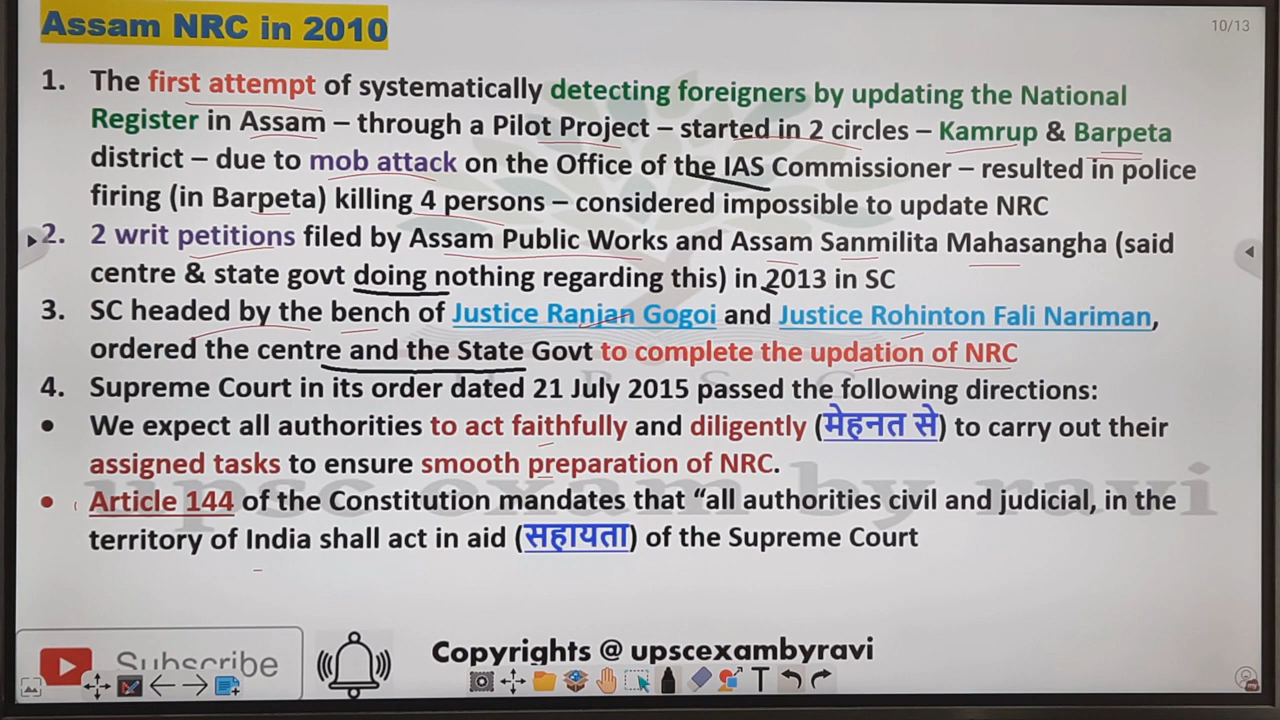 Assam NRC in 2010
10/13
1. The first attempt of systematically detecting foreigners by updating the National
Register in Assam – through a Pilot Project – started in 2 circles – Kamrup & Barpeta
district – due to mob attack on the Office of the IAS Commissioner – resulted in police
firing (in Barpeta) killing 4 persons – considered impossible to update NRC
2. 2 writ petitions filed by Assam Public Works and Assam Sanmilita Mahasangha (said
centre & state govt doing nothing regarding this) in 2013 in SC
3. SC headed by the bench of Justice Ranjan Gogoi and Justice Rohinton Fali Nariman,
ordered the centre and the State Govt to complete the updation of NRC
4. Supreme Court in its order dated 21 July 2015 passed the following directions:
• We expect all authorities to act faithfully and diligently (मेहनत से) to carry out their
assigned tasks to ensure smooth preparation of NRC.
• Article 144 of the Constitution mandates that “all authorities civil and judicial, in the
territory of India shall act in aid (सहायता) of the Supreme Court
upsc exam by ravi
Subscribe
Copyrights @ upscexambyravi
T